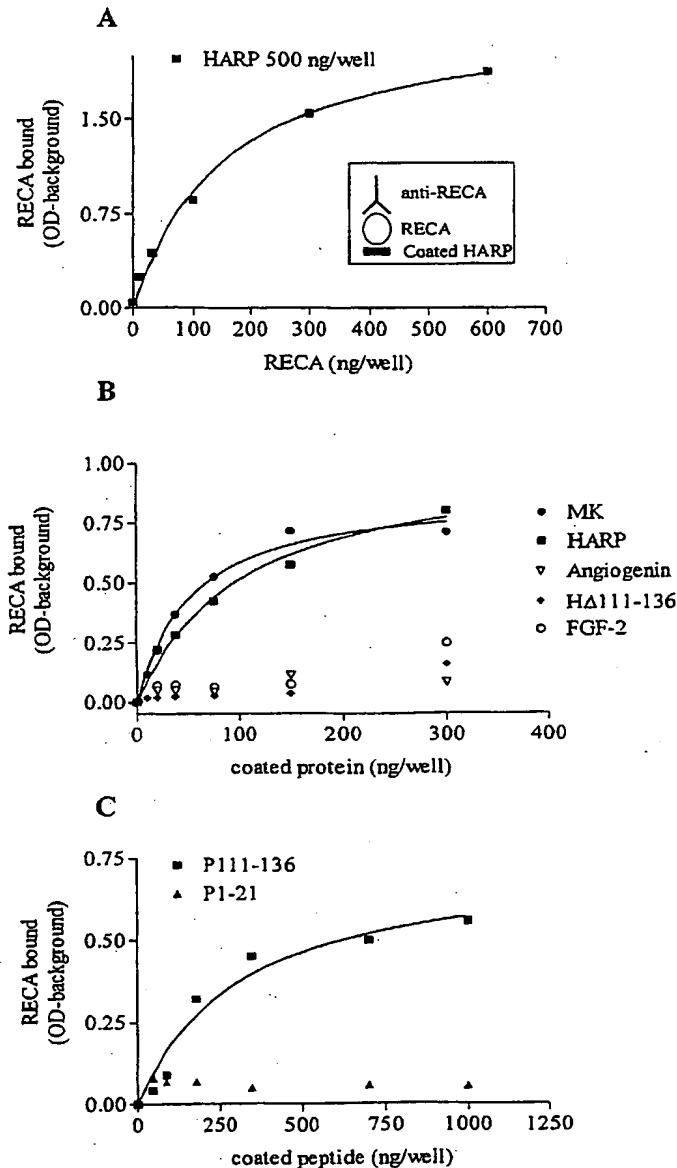 A
HARP 500 ng/well
RECA bound
(OD-background)
1.50
0.75
0.00
anti-RECA
RECA
Coated HARP
0 100 200 300 400 500 600 700
RECA (ng/well)
B
RECA bound
(OD-background)
1.00
0.75
0.50
0.25
0.00
MK
HARP
Angiogenin
HΔ111-136
FGF-2
0 100 200 300 400
coated protein (ng/well)
C
RECA bound
(OD-background)
0.75
0.50
0.25
0.00
P111-136
P1-21
0 250 500 750 1000 1250
coated peptide (ng/well)